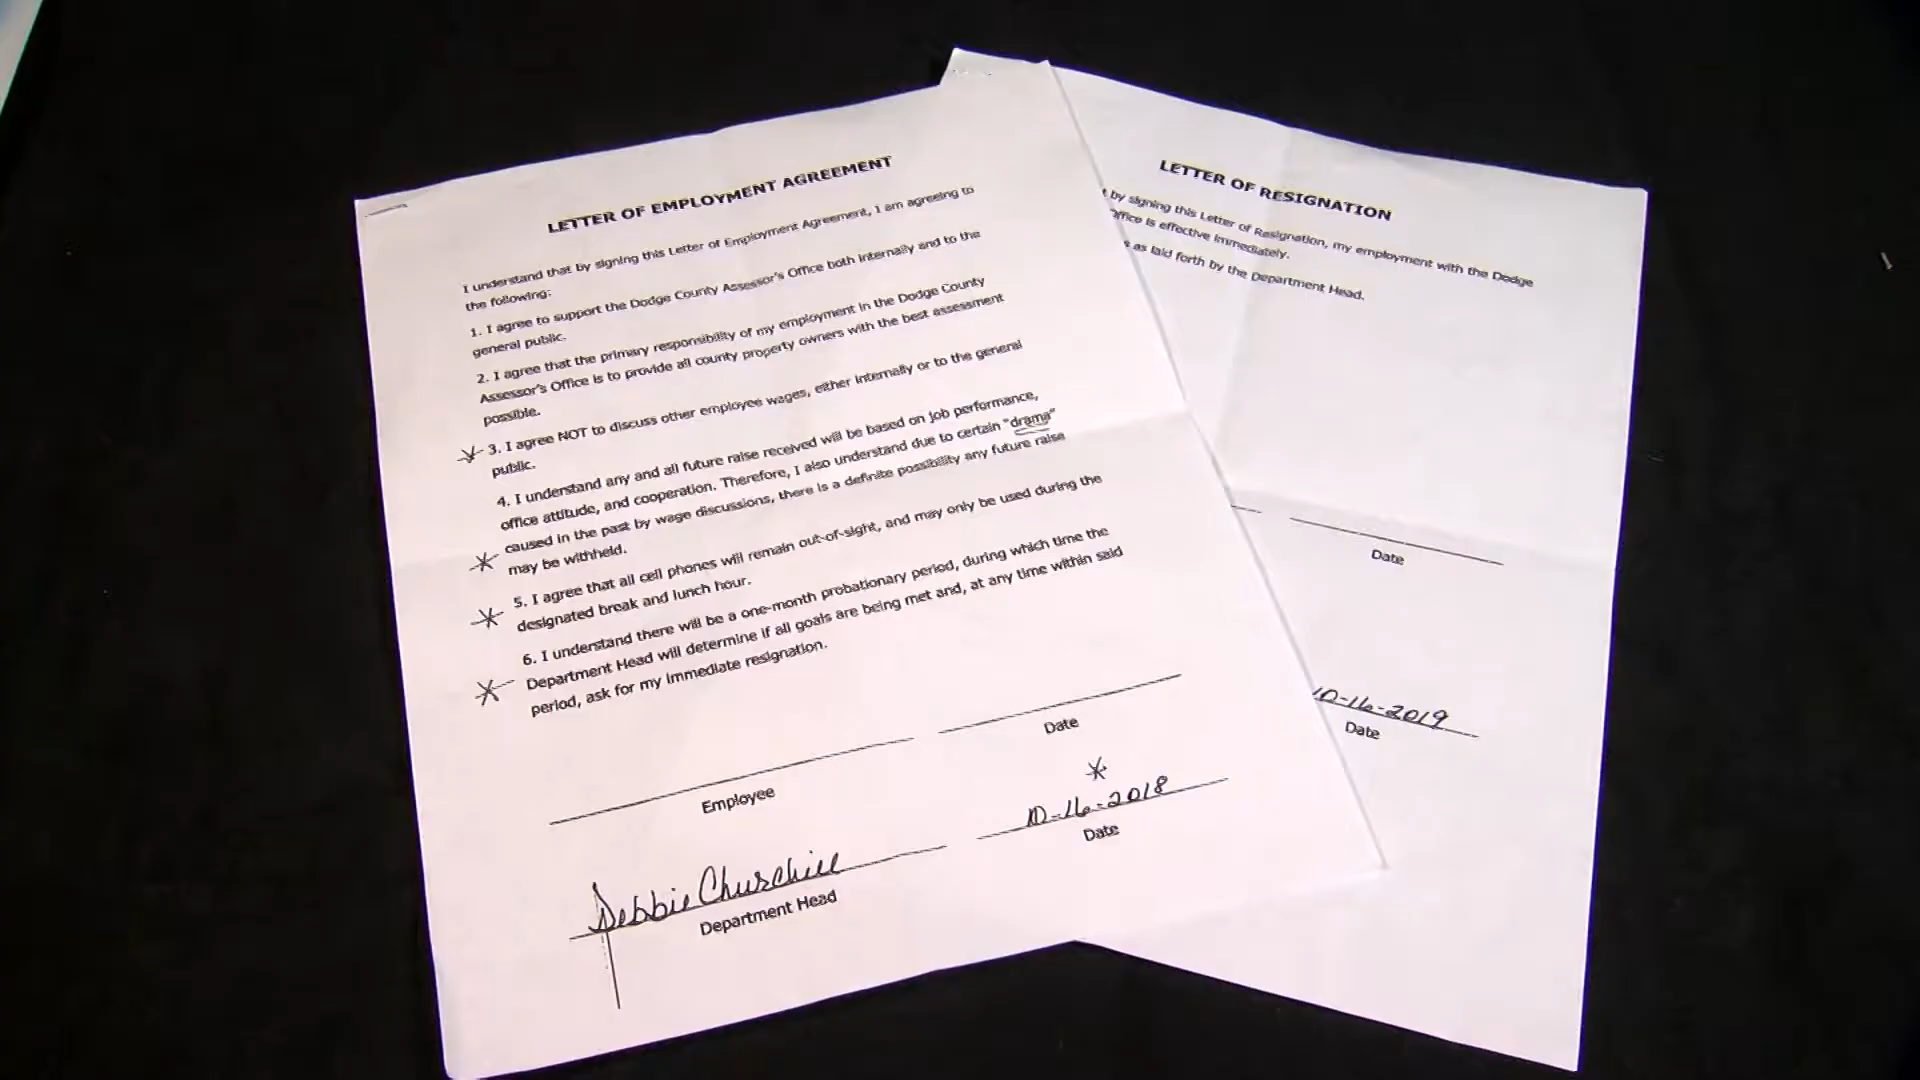 LETTER OF EMPLOYMENT AGREEMENT
I understand that by signing this Letter of Employment Agreement, I am agreeing to
the following:
1. I agree to support the Dodge County Assessor's Office both internally and to the
general public.
2. I agree that the primary responsibility of my employment in the Dodge County
Assessor's Office is to provide all county property owners with the best assessment
possible.
3. I agree NOT to discuss other employee wages, either internally or to the general
public.
4. I understand any and all future raise received will be based on job performance,
office attitude, and cooperation. Therefore, I also understand due to certain "drama"
caused in the past by wage discussions, there is a definite possibility any future raise
may be withheld.
5. I agree that all cell phones will remain out-of-sight, and may only be used during the
designated break and lunch hour.
6. I understand there will be a one-month probationary period, during which time the
Department Head will determine if all goals are being met and, at any time within said
period, ask for my immediate resignation.
Employee Date
Debbie Churchill 10-16-2018
Department Head Date
LETTER OF RESIGNATION
by signing this Letter of Resignation, my employment with the Dodge
Office is effective immediately.
as laid forth by the Department Head.
Date
10-16-2019
Date